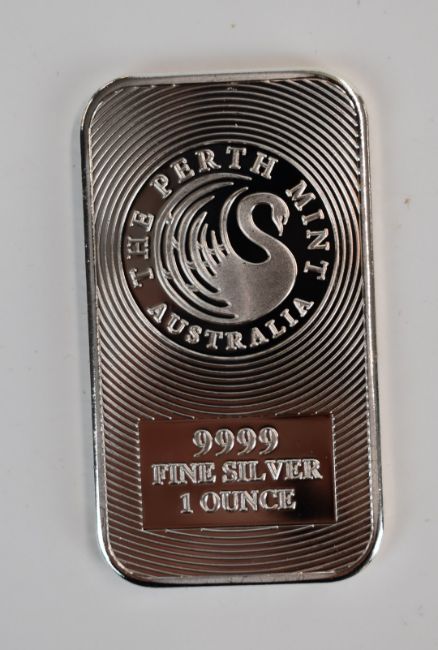 THE PERTH MINT
AUSTRALIA
9999
FINE SILVER
1 OUNCE